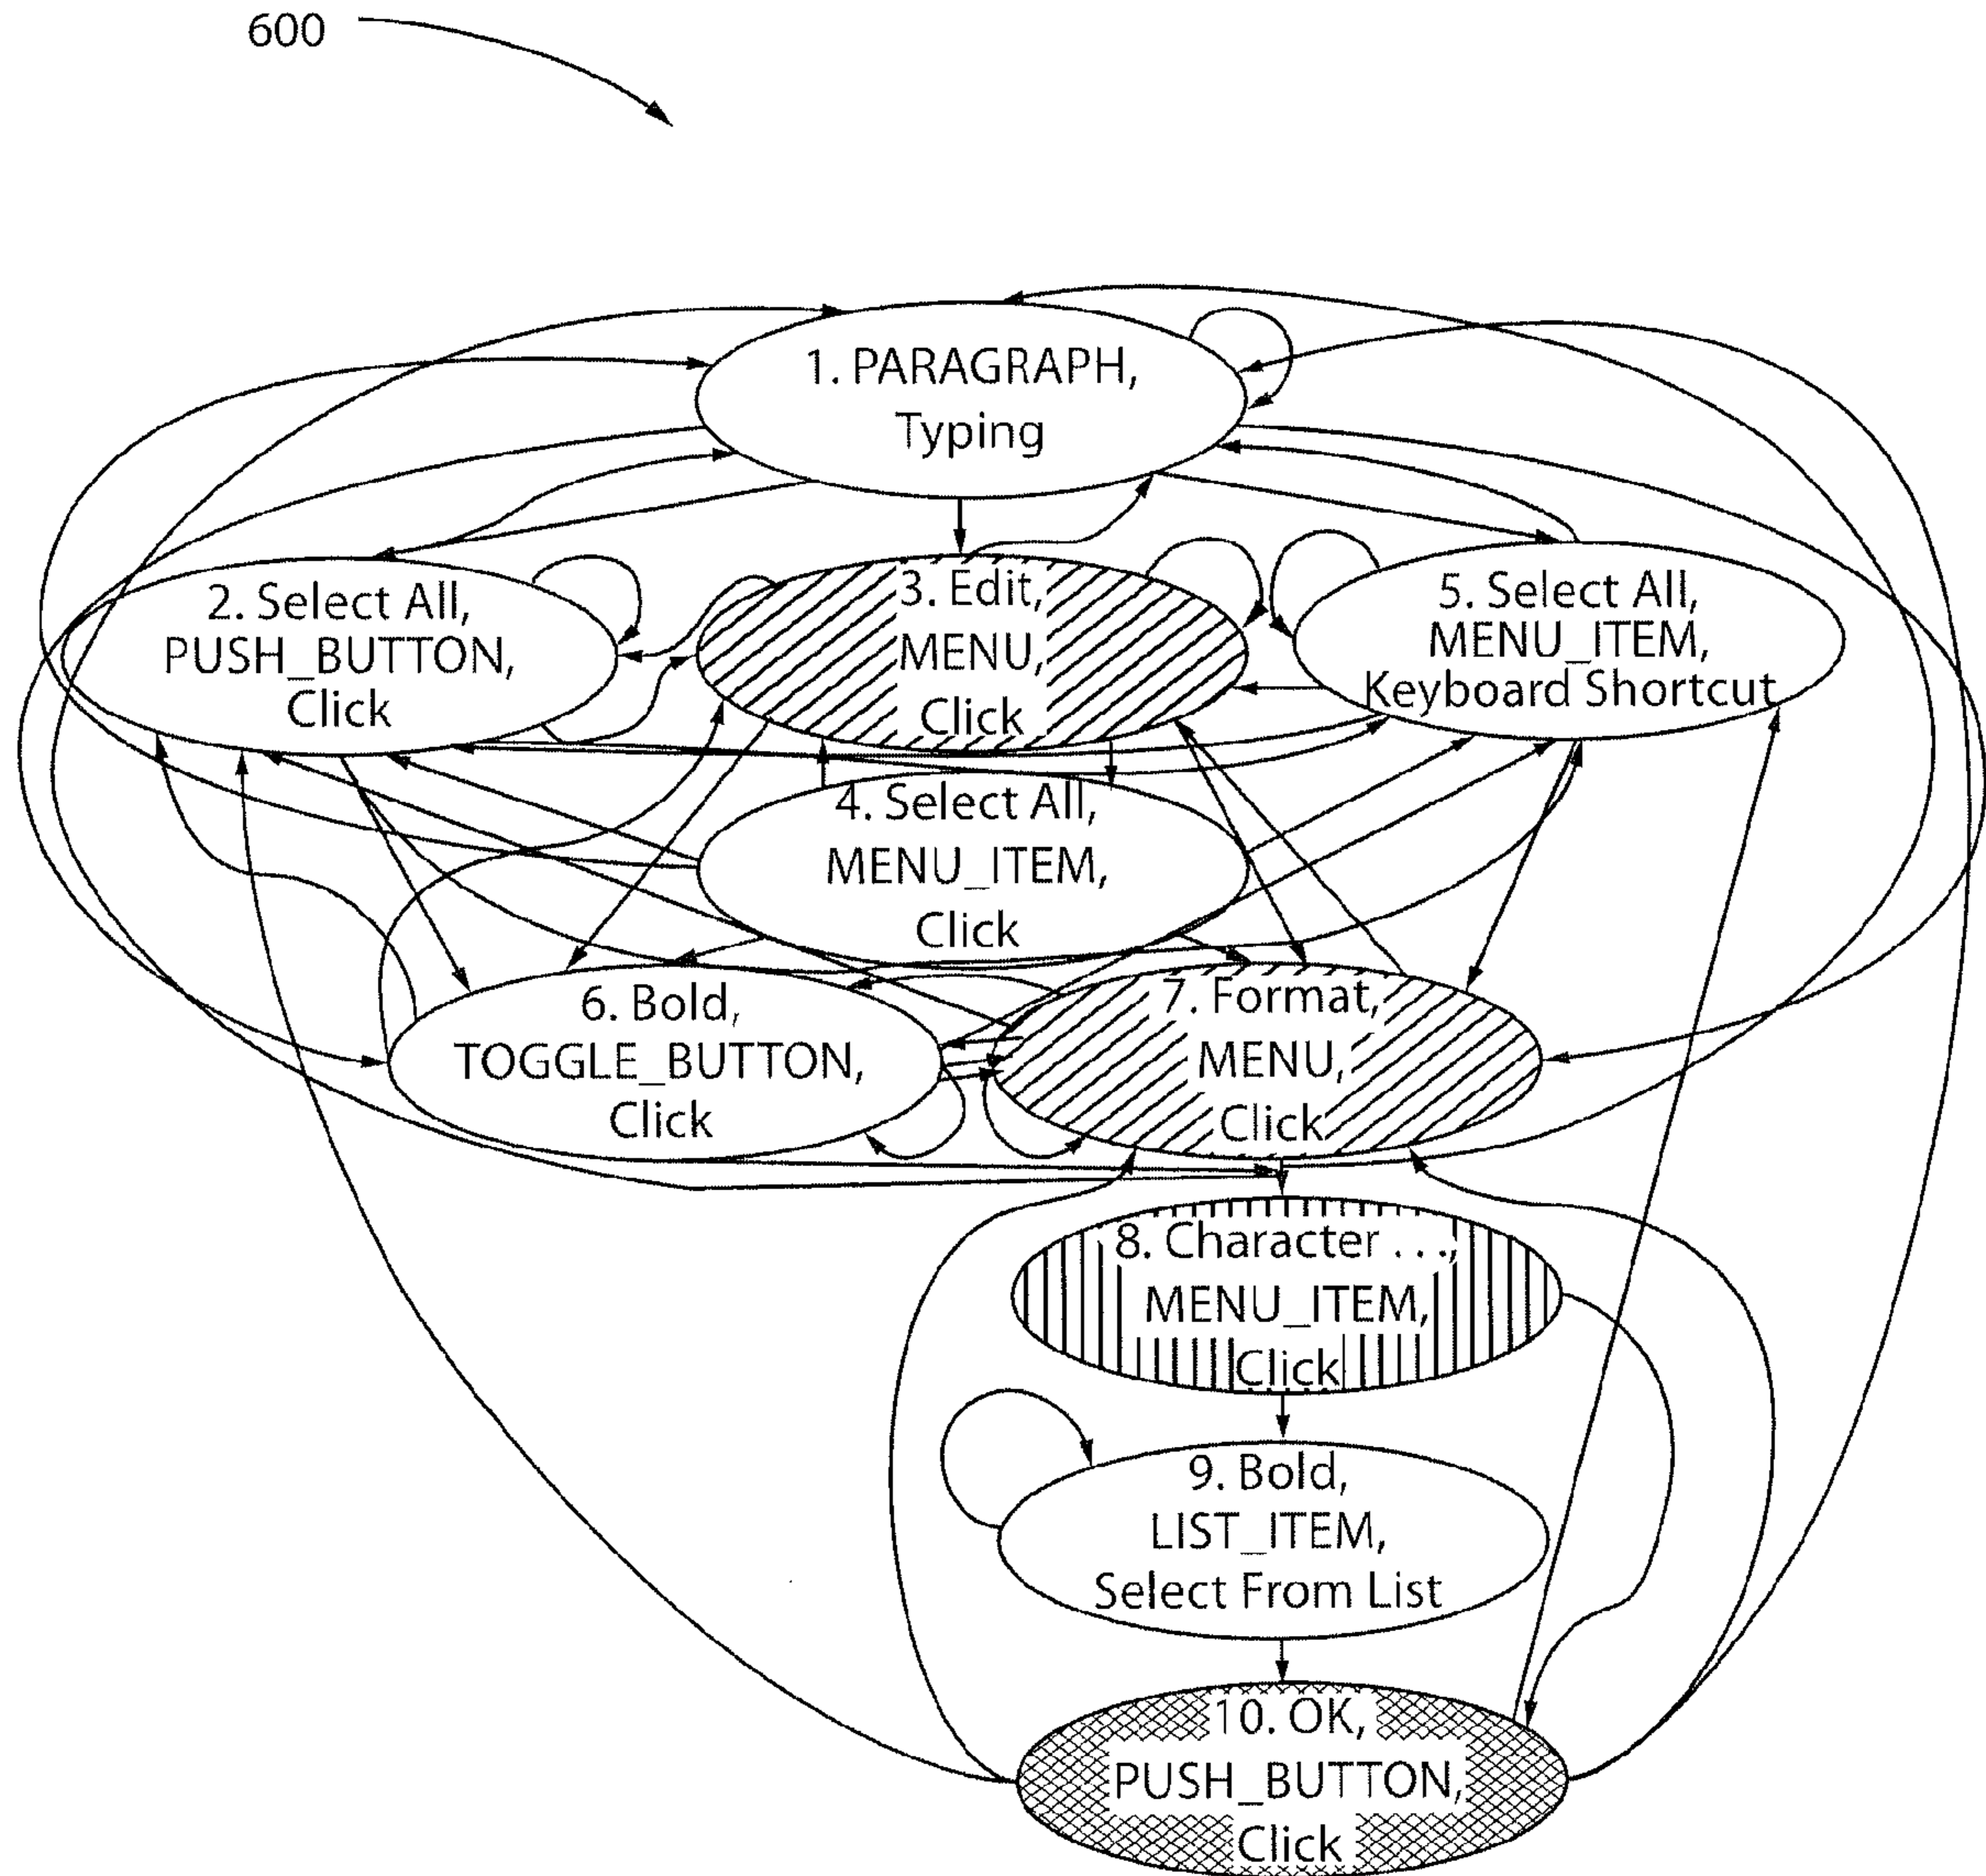 600
1. PARAGRAPH,
Typing
2. Select All,
PUSH_BUTTON,
Click
3. Edit,
MENU,
Click
5. Select All,
MENU_ITEM,
Keyboard Shortcut
4. Select All,
MENU_ITEM,
Click
6. Bold,
TOGGLE_BUTTON,
Click
7. Format,
MENU,
Click
8. Character . . .,
MENU_ITEM,
Click
9. Bold,
LIST_ITEM,
Select From List
10. OK,
PUSH_BUTTON,
Click